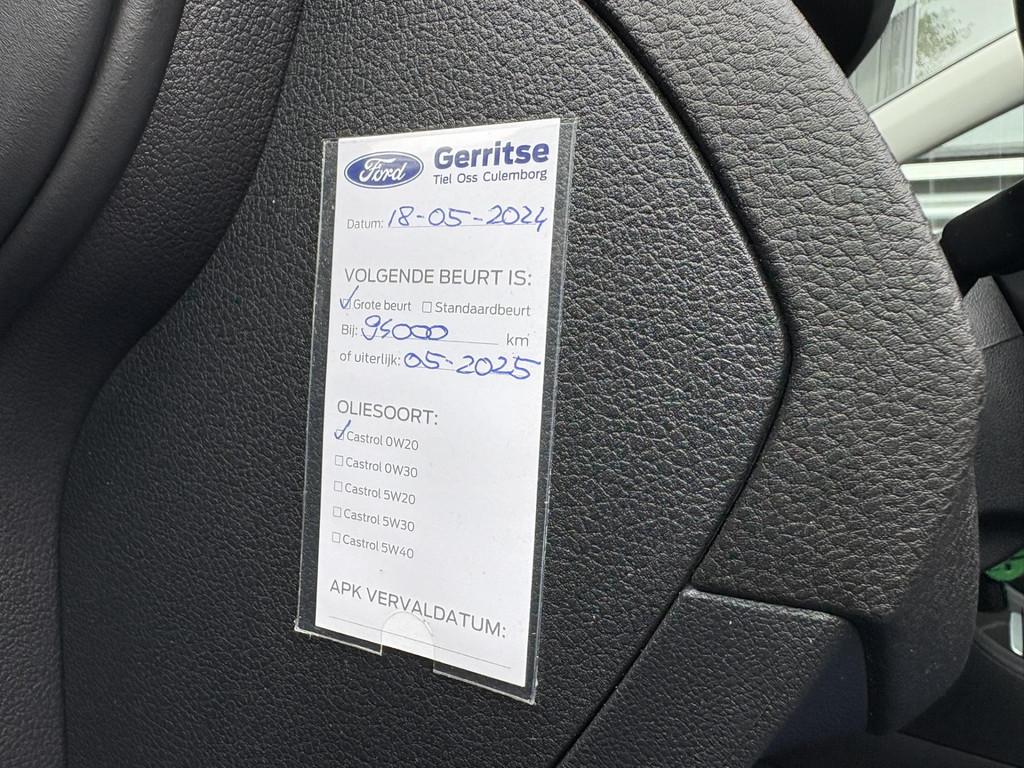 Ford Gerritse
Tiel Oss Culemborg
Datum: 18-05-2024
VOLGENDE BEURT IS:
Grote beurt Standaardbeurt
Bij: 94000 km
of uiterlijk: 05-2025
OLIESOORT:
Castrol 0W20
Castrol 0W30
Castrol 5W20
Castrol 5W30
Castrol 5W40
APK VERVALDATUM: